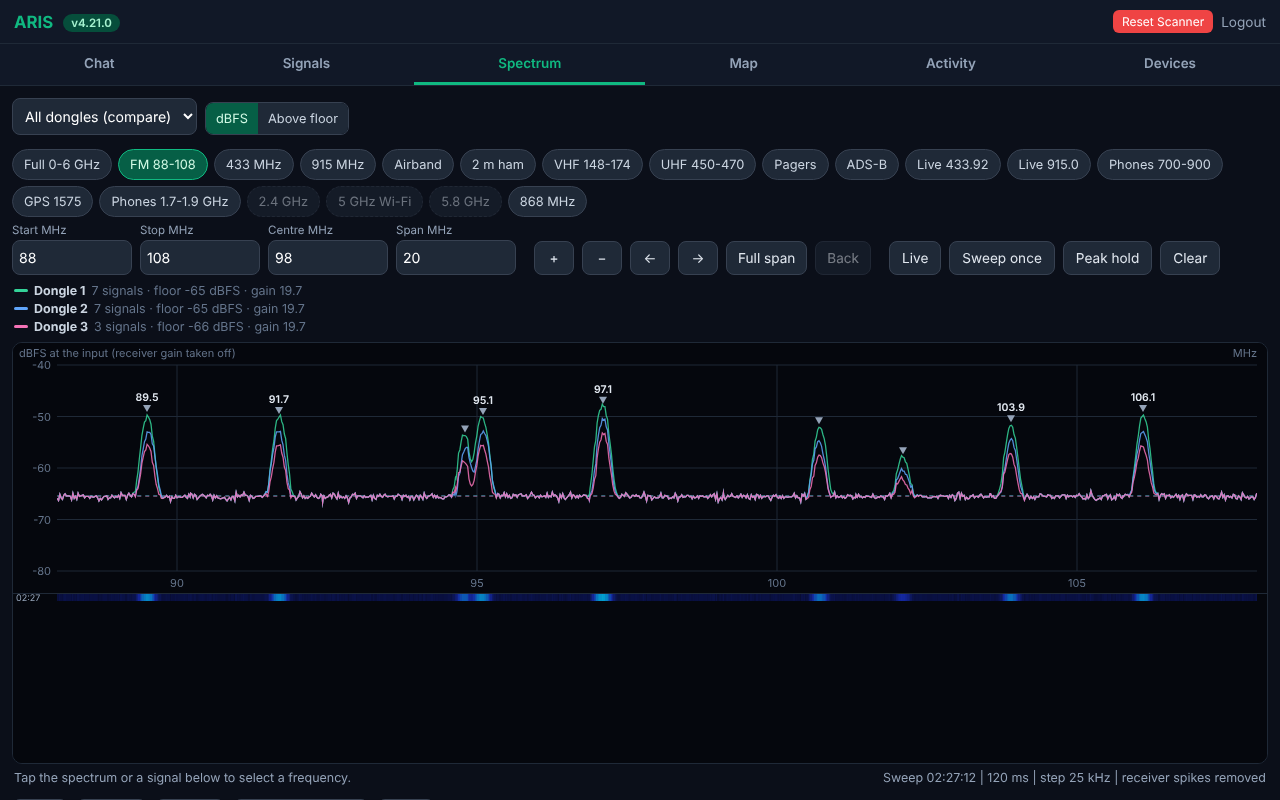 ARIS v4.21.0 Reset Scanner Logout
Chat Signals Spectrum Map Activity Devices
All dongles (compare) dBFS Above floor
Full 0-6 GHz FM 88-108 433 MHz 915 MHz Airband 2 m ham VHF 148-174 UHF 450-470 Pagers ADS-B Live 433.92 Live 915.0 Phones 700-900
GPS 1575 Phones 1.7-1.9 GHz 2.4 GHz 5 GHz Wi-Fi 5.8 GHz 868 MHz
Start MHz Stop MHz Centre MHz Span MHz
88 108 98 20 + − ← → Full span Back Live Sweep once Peak hold Clear
Dongle 1 7 signals · floor -65 dBFS · gain 19.7
Dongle 2 7 signals · floor -65 dBFS · gain 19.7
Dongle 3 3 signals · floor -66 dBFS · gain 19.7
dBFS at the input (receiver gain taken off) MHz
-40
97.1
89.5 91.7 95.1 106.1
103.9
-50
-60
-70
-80
90 95 100 105
02:27
Tap the spectrum or a signal below to select a frequency. Sweep 02:27:12 | 120 ms | step 25 kHz | receiver spikes removed